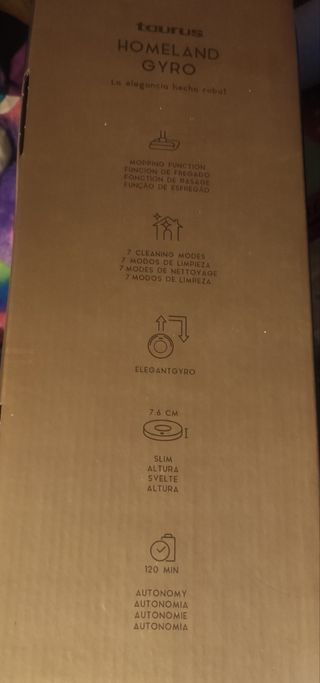 taurus
HOMELAND
GYRO
La elegancia hecha robot
MOPPING FUNCTION
FUNCIÓN DE FREGADO
FONCTION DE RASAGE
FUNÇÃO DE ESFREGÃO
7 CLEANING MODES
7 MODOS DE LIMPIEZA
7 MODES DE NETTOYAGE
7 MODOS DE LIMPEZA
ELEGANTGYRO
7.6 CM
SLIM
ALTURA
SVELTE
ALTURA
120 MIN
AUTONOMY
AUTONOMIA
AUTONOMIE
AUTONOMIA